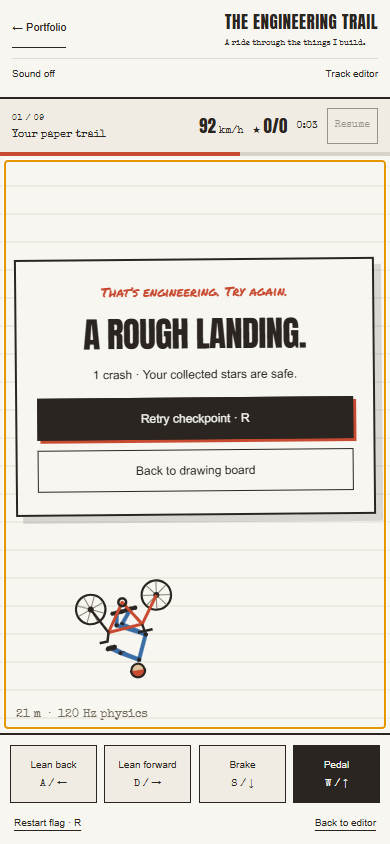 ← Portfolio
THE ENGINEERING TRAIL
A ride through the things I build.
Sound off
Track editor
01 / 09
Your paper trail
92 km/h ★ 0/0 0:03 Resume
That's engineering. Try again.
A ROUGH LANDING.
1 crash · Your collected stars are safe.
Retry checkpoint · R
Back to drawing board
21 m · 120 Hz physics
Lean back
A / ←
Lean forward
D / →
Brake
S / ↓
Pedal
W / ↑
Restart flag · R
Back to editor